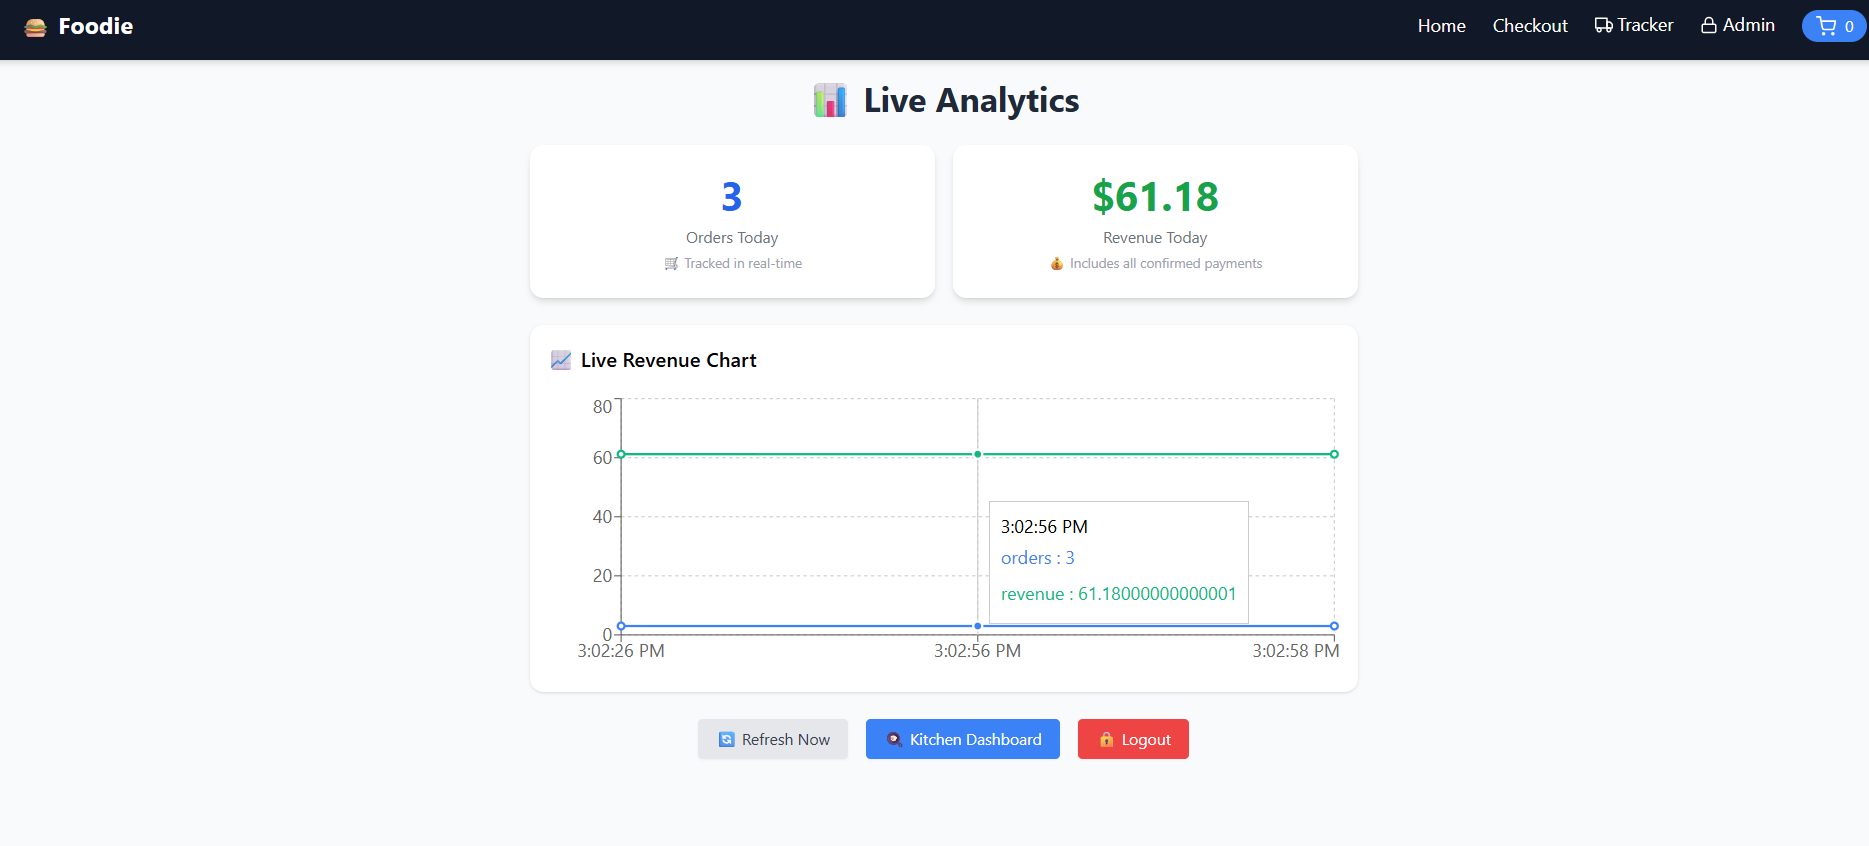 Foodie
Home Checkout Tracker Admin 0
Live Analytics
3
Orders Today
Tracked in real-time
$61.18
Revenue Today
Includes all confirmed payments
Live Revenue Chart
80
60
40
20
0
3:02:56 PM
orders : 3
revenue : 61.18000000000001
3:02:26 PM 3:02:56 PM 3:02:58 PM
Refresh Now Kitchen Dashboard Logout